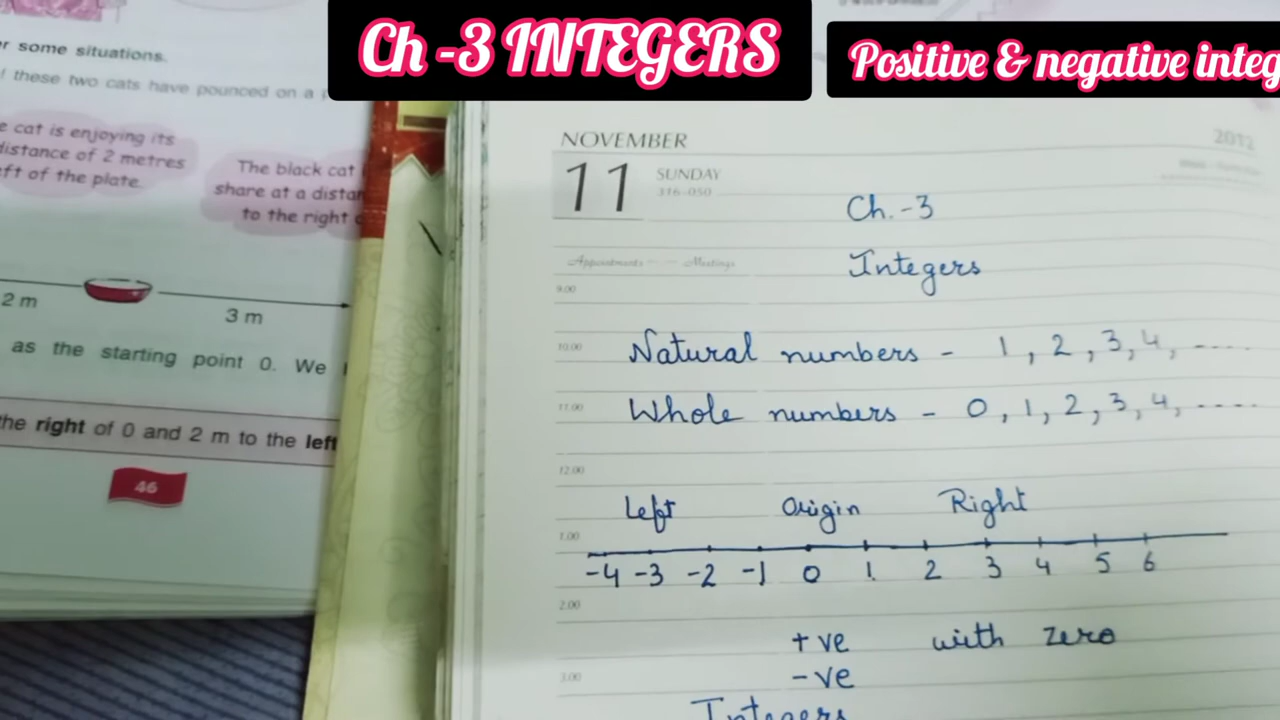 Ch -3 INTEGERS
Positive & negative integ
r some situations.
f these two cats have pounced on a
e cat is enjoying its
distance of 2 metres
eft of the plate.
The black cat
share at a distan
to the right
2 m
3 m
as the starting point 0. We
the right of 0 and 2 m to the left
46
NOVEMBER
2012
11
SUNDAY
316-050
Ch.-3
Appointments Meetings
Integers
9.00
10.00
Natural numbers - 1, 2, 3, 4, ----
11.00
Whole numbers - 0, 1, 2, 3, 4, ----
12.00
Left Origin Right
1.00
-4 -3 -2 -1 0 1 2 3 4 5 6
2.00
+ve with zero
3.00
-ve
Integers